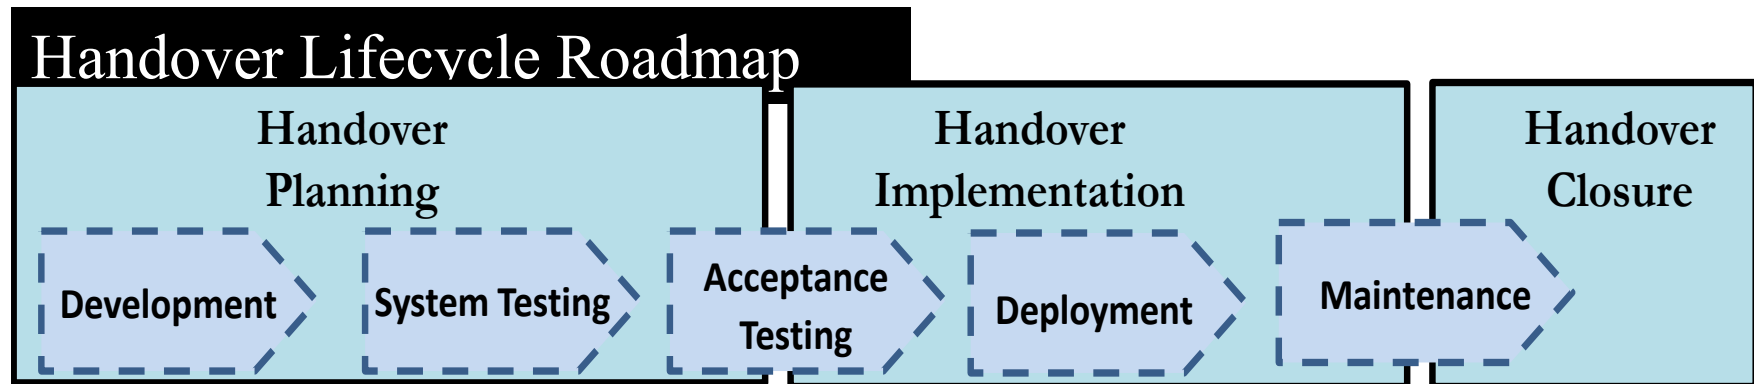 Handover Lifecycle Roadmap
Handover
Planning
Handover
Implementation
Handover
Closure
Development
System Testing
Acceptance
Testing
Deployment
Maintenance